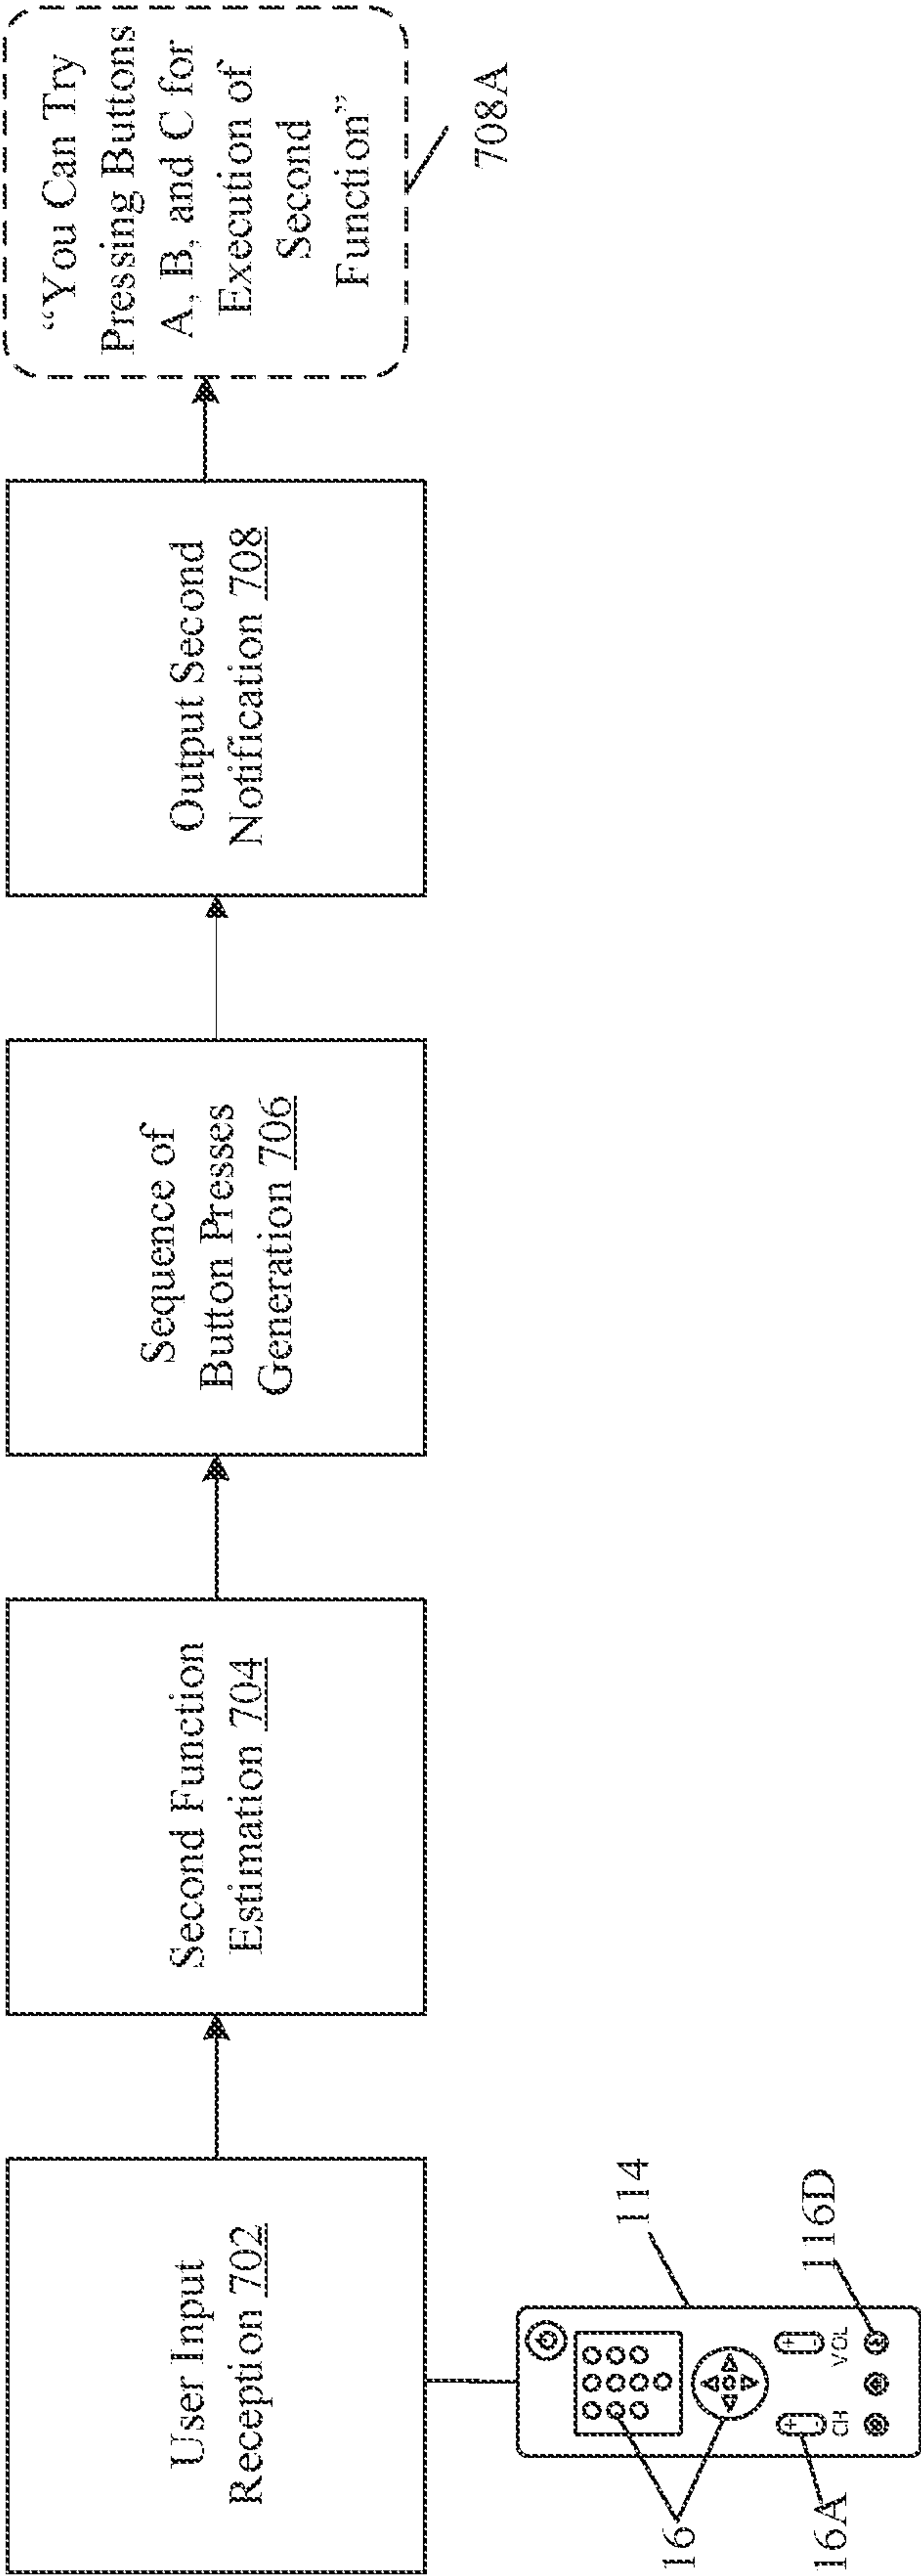 User Input
Reception 702
Second Function
Estimation 704
Sequence of
Button Presses
Generation 706
Output Second
Notification 708
“You Can Try
Pressing Buttons
A, B, and C for
Execution of
Second
Function”
708A
114
16
16A
116D
CH
VOL